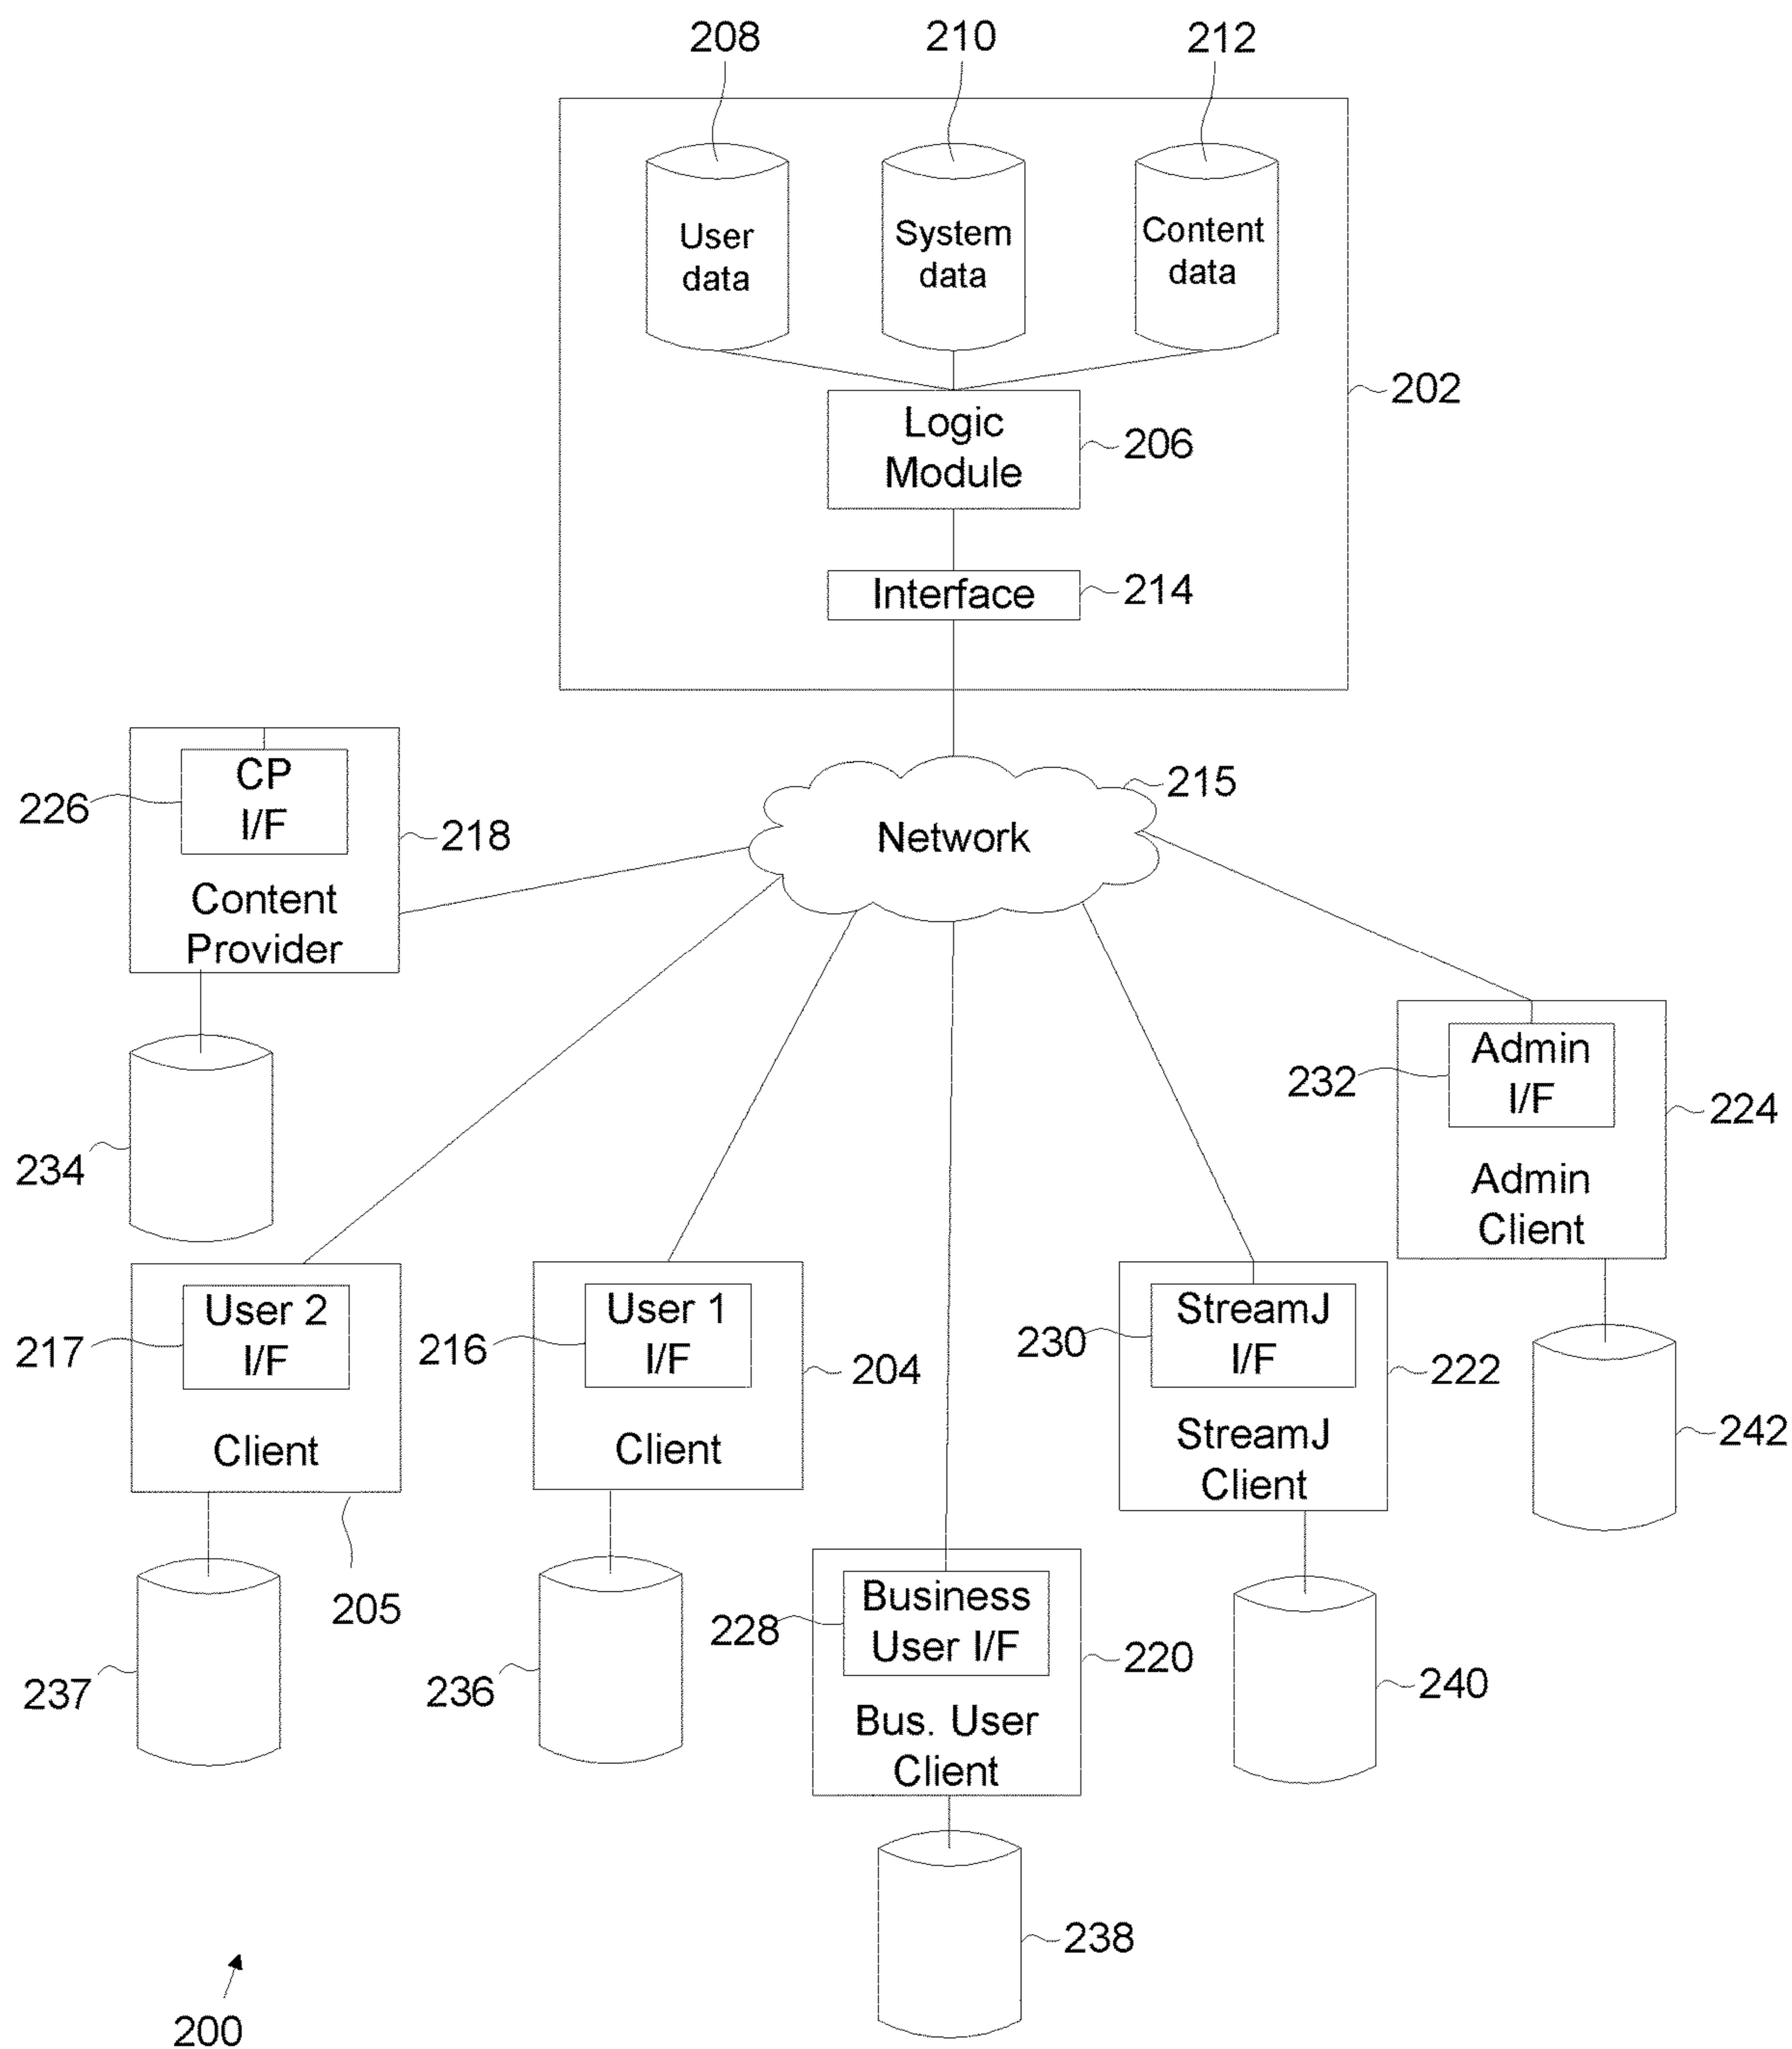 208
210
212
User
data
System
data
Content
data
202
Logic
Module
206
Interface
214
215
Network
CP
I/F
226
218
Content
Provider
234
Admin
I/F
232
224
Admin
Client
242
User 2
I/F
217
Client
205
237
User 1
I/F
216
204
Client
236
StreamJ
I/F
230
222
StreamJ
Client
240
Business
User I/F
228
220
Bus. User
Client
238
200